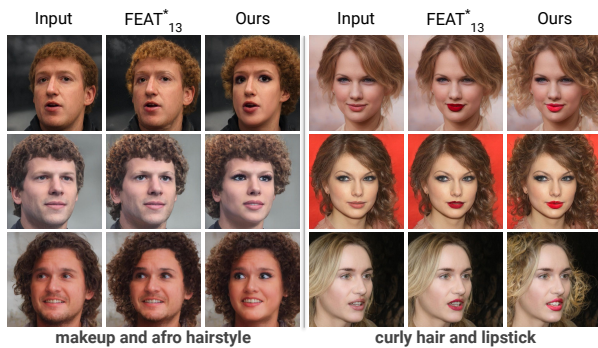 Input FEAT*13 Ours Input FEAT*13 Ours
makeup and afro hairstyle curly hair and lipstick